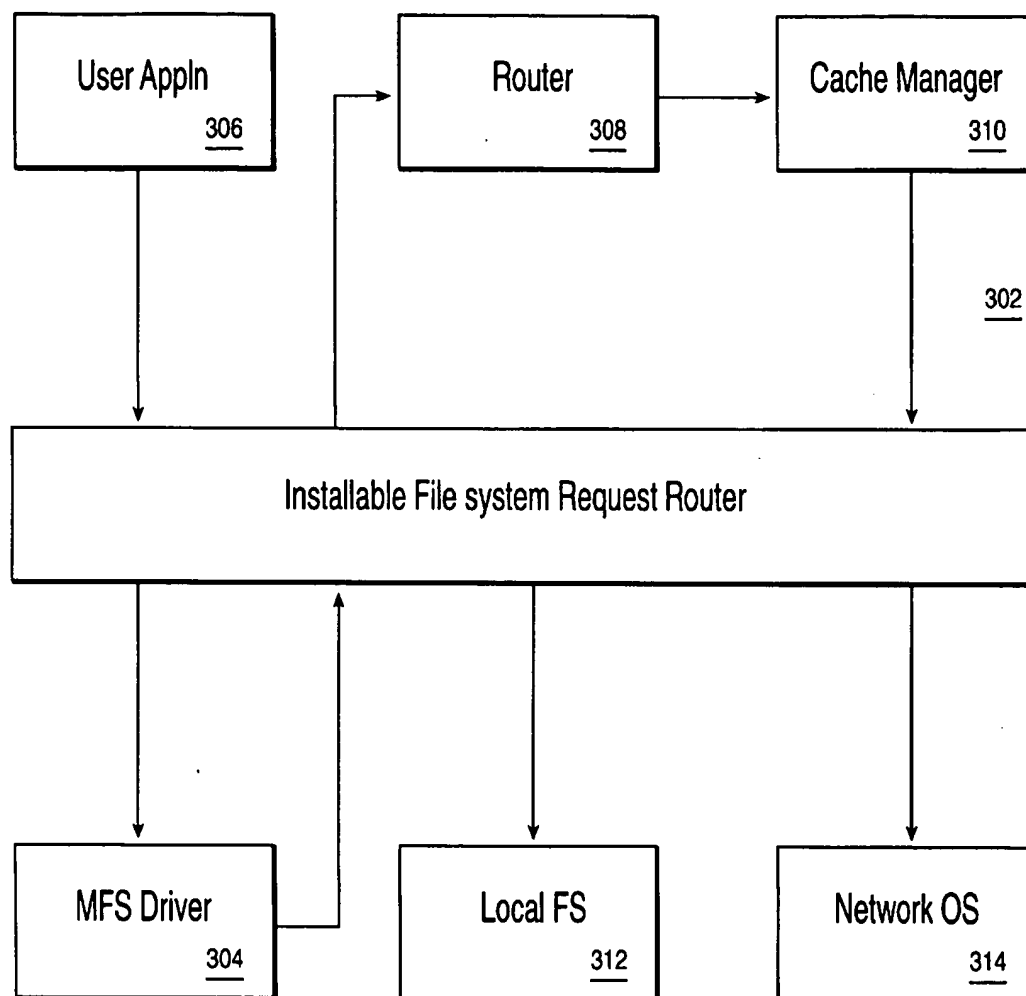 User Appln
306
Router
308
Cache Manager
310
302
Installable File system Request Router
MFS Driver
304
Local FS
312
Network OS
314